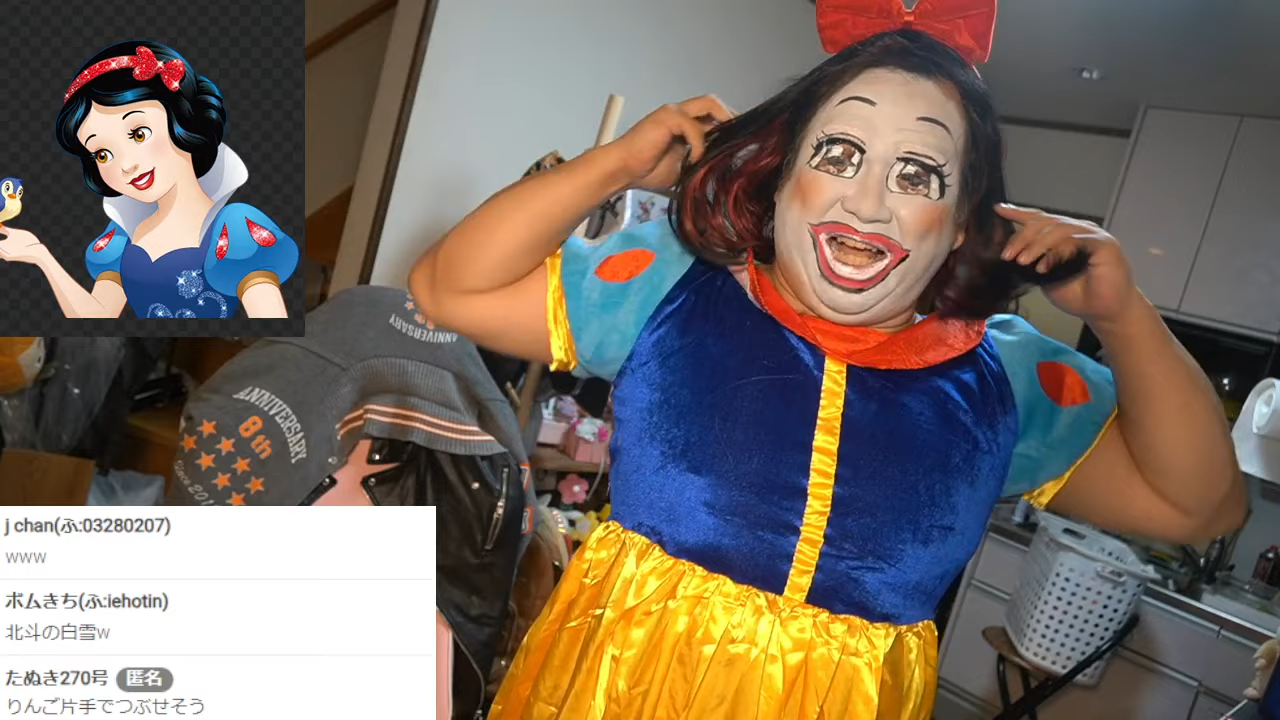 ANNIVERSARY
ANNIVERSARY
8th
j chan(ふ:03280207)
www
ボムきち(ふ:iehotin)
北斗の白雪w
たぬき270号 匿名
りんご片手でつぶせそう